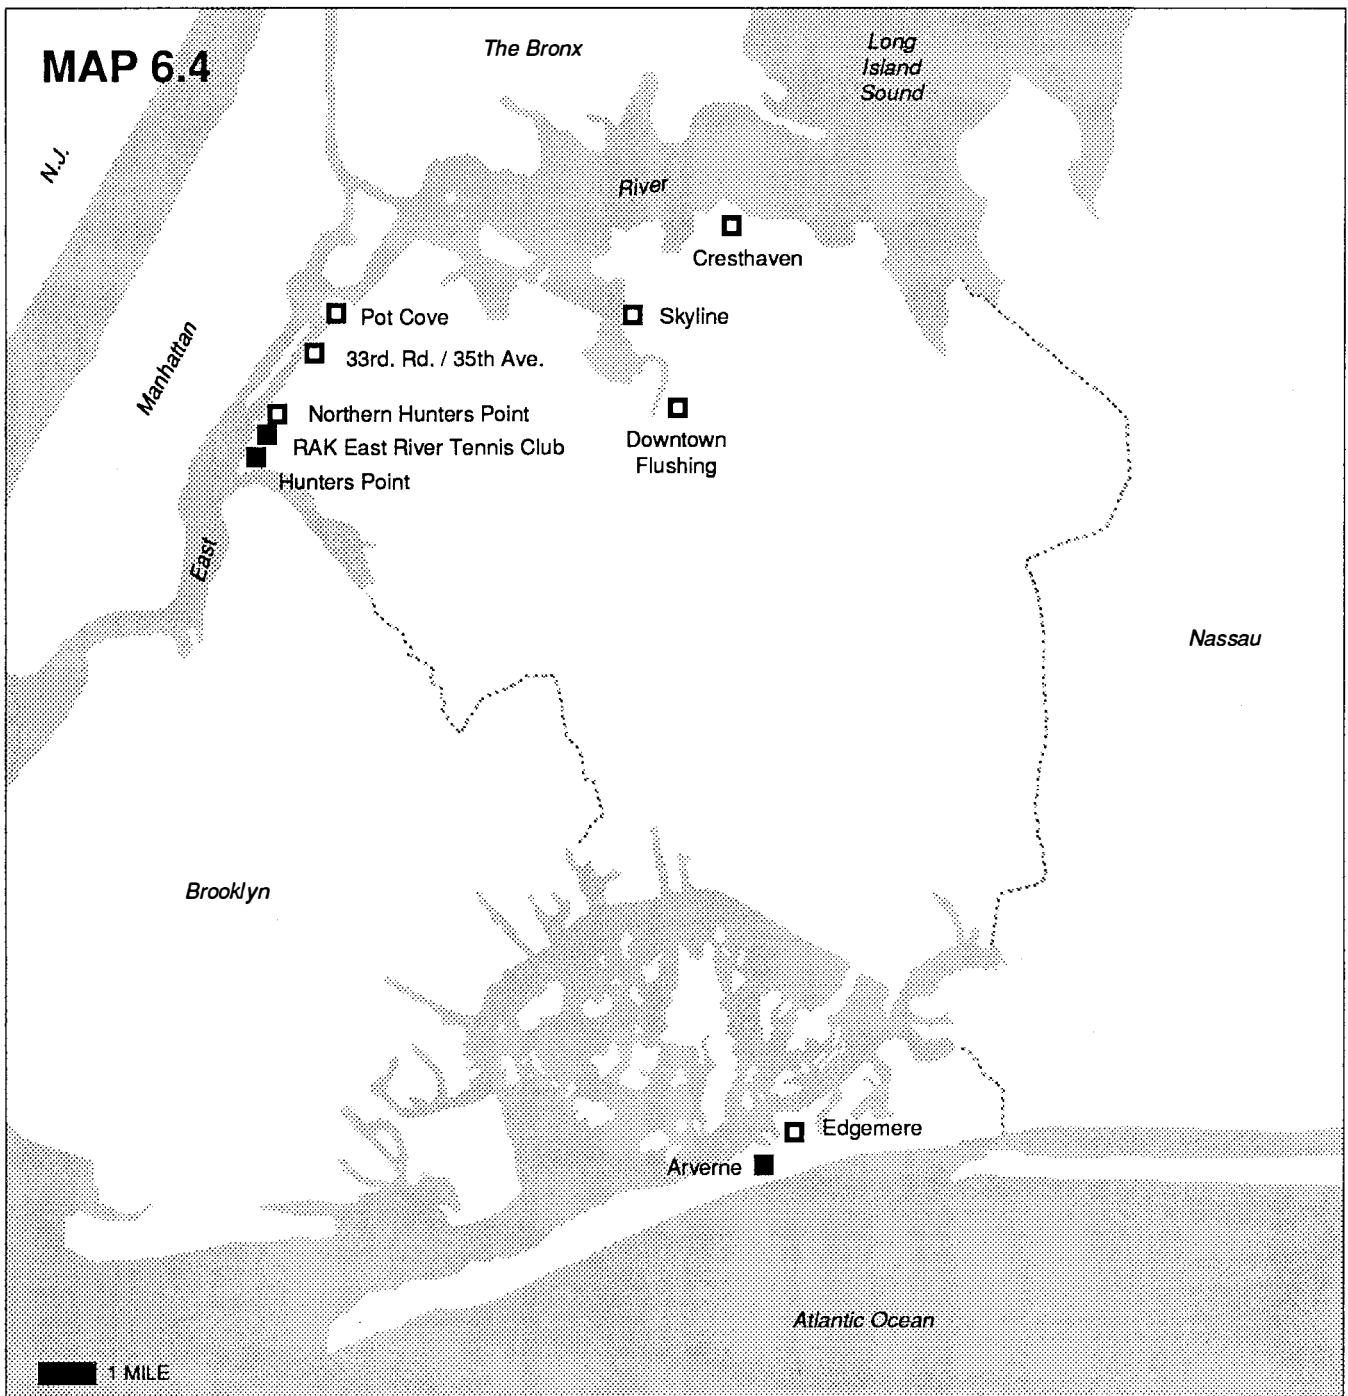 MAP 6.4
The Bronx
Long
Island
Sound
N.J.
River
Cresthaven
Pot Cove
Skyline
Manhattan
33rd. Rd. / 35th Ave.
Northern Hunters Point
RAK East River Tennis Club
Downtown
Flushing
Hunters Point
East
Nassau
Brooklyn
Edgemere
Arverne
Atlantic Ocean
1 MILE